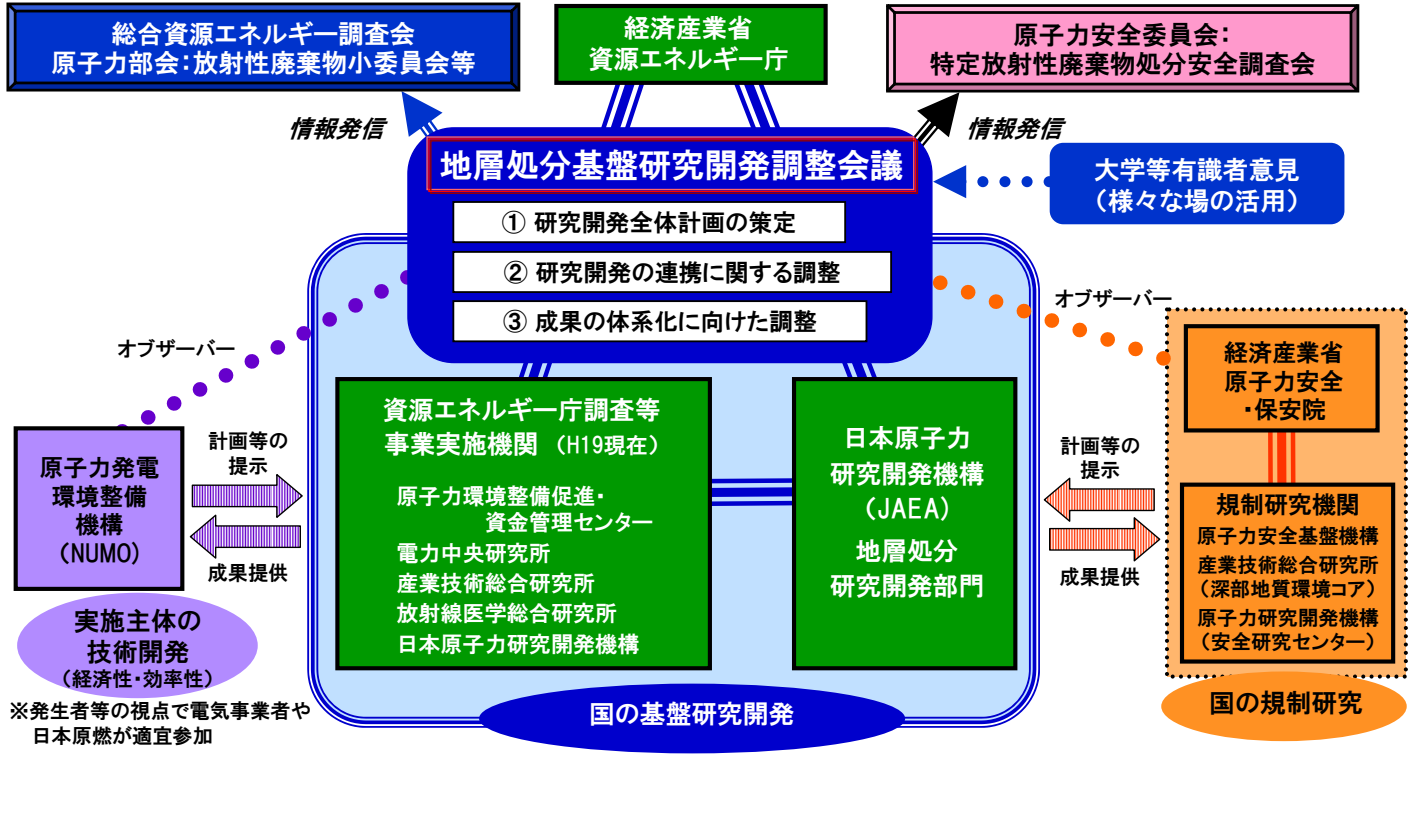 総合資源エネルギー調査会
原子力部会：放射性廃棄物小委員会等
経済産業省
資源エネルギー庁
原子力安全委員会：
特定放射性廃棄物処分安全調査会
情報発信
情報発信
地層処分基盤研究開発調整会議
大学等有識者意見
（様々な場の活用）
① 研究開発全体計画の策定
② 研究開発の連携に関する調整
③ 成果の体系化に向けた調整
オブザーバー
オブザーバー
原子力発電
環境整備
機構
（NUMO）
計画等の
提示
成果提供
実施主体の
技術開発
（経済性・効率性）
※発生者等の視点で電気事業者や
日本原燃が適宜参加
資源エネルギー庁調査等
事業実施機関 （H19現在）
原子力環境整備促進・
資金管理センター
電力中央研究所
産業技術総合研究所
放射線医学総合研究所
日本原子力研究開発機構
日本原子力
研究開発機構
（JAEA）
地層処分
研究開発部門
国の基盤研究開発
計画等の
提示
成果提供
経済産業省
原子力安全
・保安院
規制研究機関
原子力安全基盤機構
産業技術総合研究所
（深部地質環境コア）
原子力研究開発機構
（安全研究センター）
国の規制研究